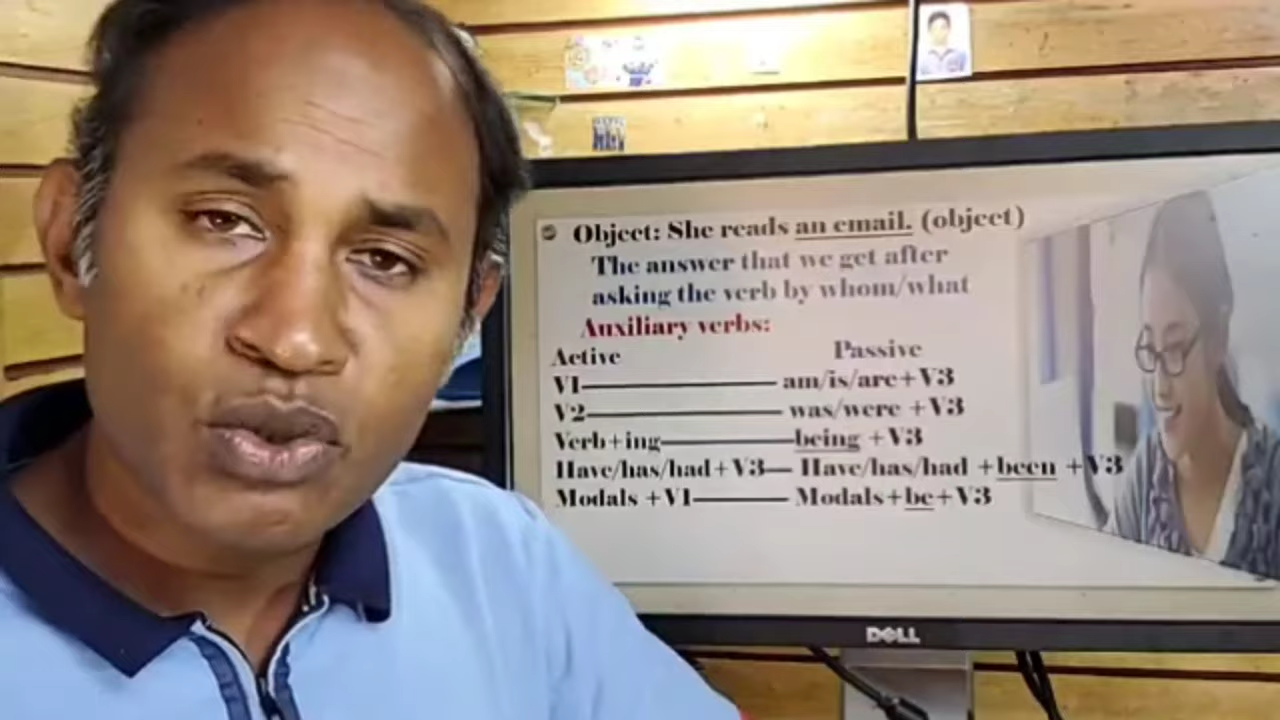 Object: She reads an email. (object)
The answer that we get after
asking the verb by whom/what
Auxiliary verbs:
Active Passive
V1 am/is/are+V3
V2 was/were +V3
Verb+ing being +V3
Have/has/had+V3 Have/has/had +been +V3
Modals +V1 Modals+be+V3
DELL